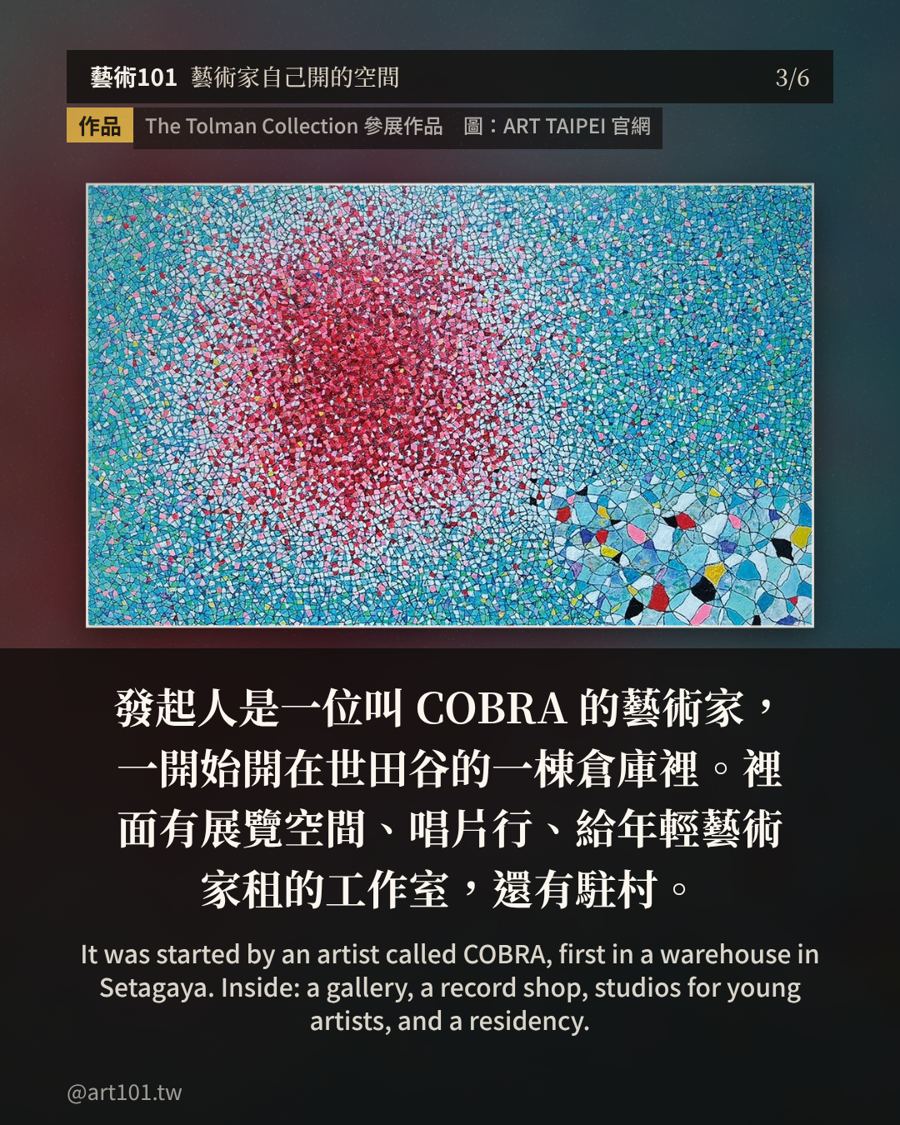 藝術101 藝術家自己開的空間 3/6
作品 The Tolman Collection 參展作品 圖：ART TAIPEI 官網
發起人是一位叫 COBRA 的藝術家，
一開始開在世田谷的一棟倉庫裡。裡
面有展覽空間、唱片行、給年輕藝術
家租的工作室，還有駐村。
It was started by an artist called COBRA, first in a warehouse in
Setagaya. Inside: a gallery, a record shop, studios for young
artists, and a residency.
@art101.tw